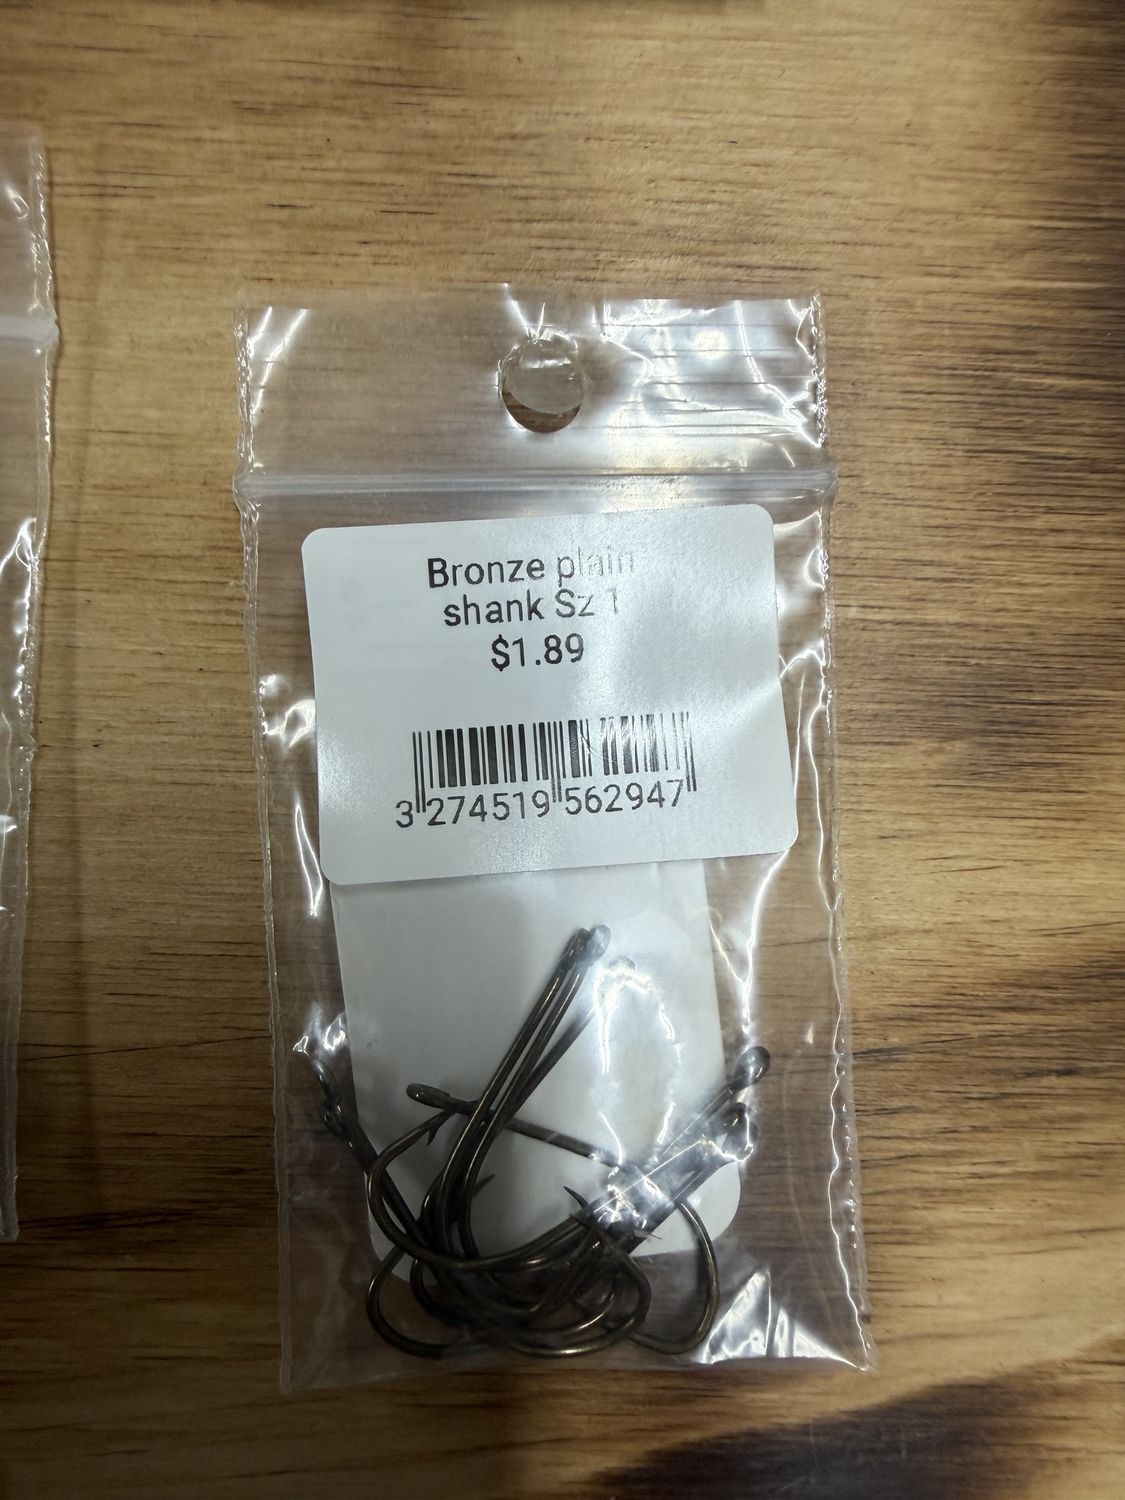 Bronze plain
shank Sz 1
$1.89
3 274519 562947